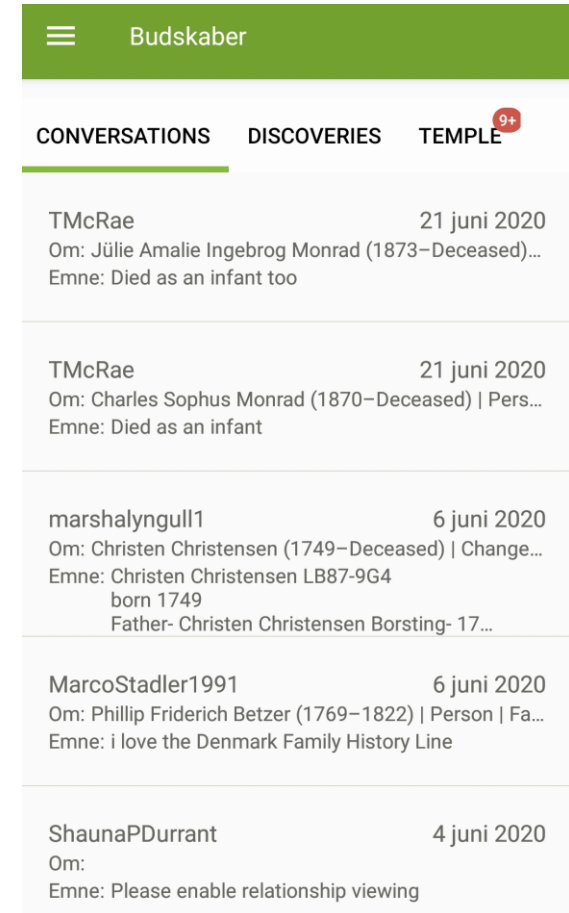 Budskaber
CONVERSATIONS DISCOVERIES TEMPLE 9+
TMcRae 21 juni 2020
Om: Jülie Amalie Ingebrog Monrad (1873–Deceased)...
Emne: Died as an infant too
TMcRae 21 juni 2020
Om: Charles Sophus Monrad (1870–Deceased) | Pers...
Emne: Died as an infant
marshalyngull1 6 juni 2020
Om: Christen Christensen (1749–Deceased) | Change...
Emne: Christen Christensen LB87-9G4
born 1749
Father- Christen Christensen Borsting- 17...
MarcoStadler1991 6 juni 2020
Om: Phillip Friderich Betzer (1769–1822) | Person | Fa...
Emne: i love the Denmark Family History Line
ShaunaPDurrant 4 juni 2020
Om:
Emne: Please enable relationship viewing